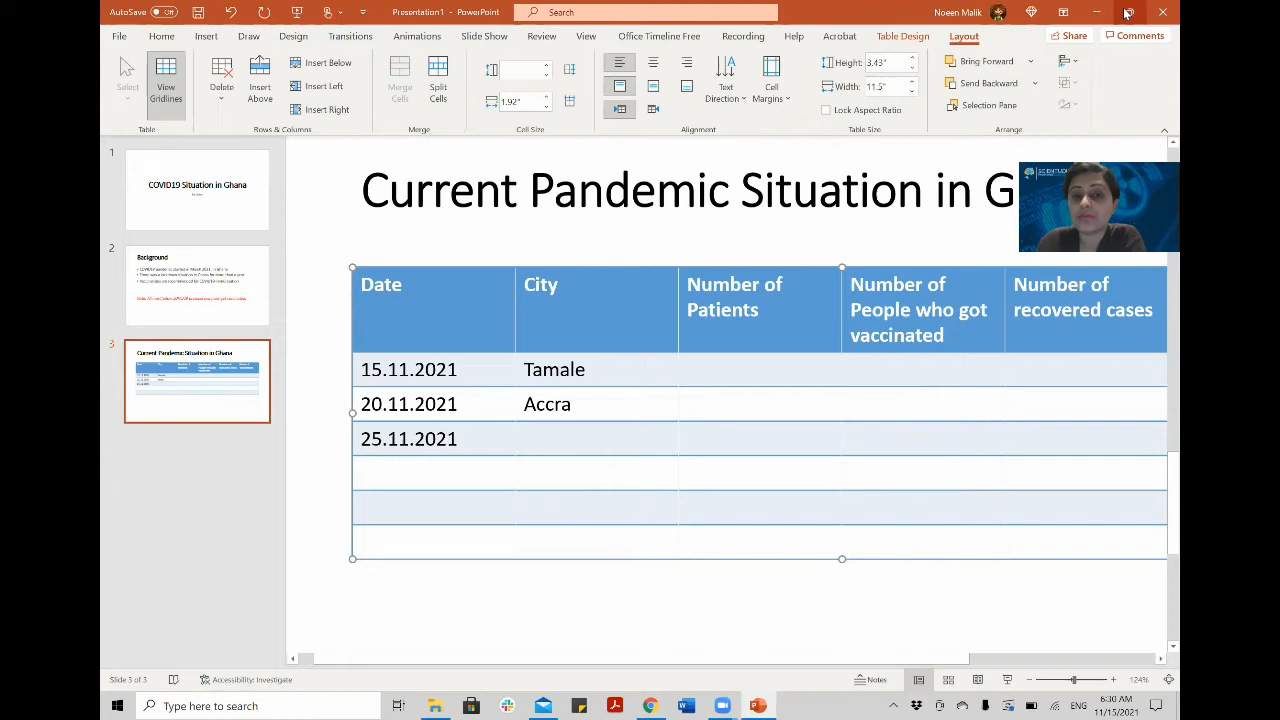 AutoSave Off Presentation1 - PowerPoint Search Noeen Malik
File Home Insert Draw Design Transitions Animations Slide Show Review View Office Timeline Free Recording Help Acrobat Table Design Layout Share Comments
Select
View Gridlines
Delete
Insert Above
Insert Below
Insert Left
Insert Right
Merge Cells
Split Cells
1.92"
Text Direction
Cell Margins
Height: 3.43"
Width: 11.5"
Lock Aspect Ratio
Bring Forward
Send Backward
Selection Pane
Table Rows & Columns Merge Cell Size Alignment Table Size Arrange
1
COVID19 Situation in Ghana
2
Background
3
Current Pandemic Situation in Ghana
Current Pandemic Situation in G
Date City Number of Patients Number of People who got vaccinated Number of recovered cases
15.11.2021 Tamale
20.11.2021 Accra
25.11.2021
Slide 3 of 3 Accessibility: Investigate Notes 124%
Type here to search
ENG
6:30 AM
11/15/2021